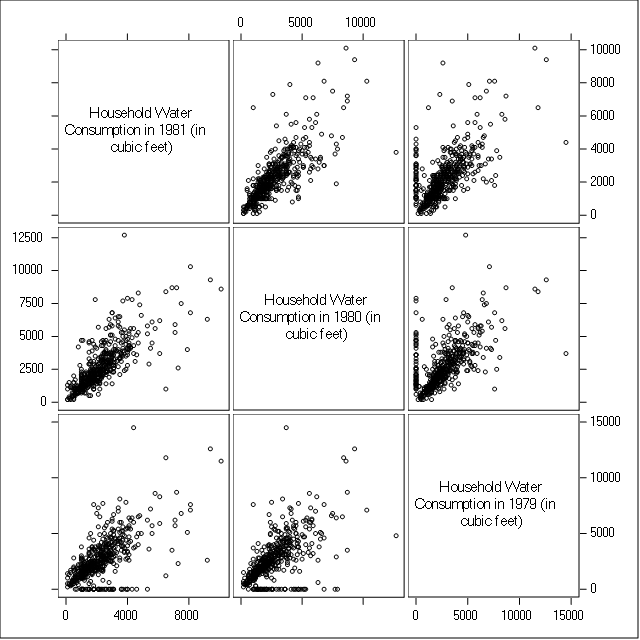 0 5000 10000
Household Water
Consumption in 1981 (in
cubic feet)
10000
8000
6000
4000
2000
0
12500
10000
7500
5000
2500
0
Household Water
Consumption in 1980 (in
cubic feet)
Household Water
Consumption in 1979 (in
cubic feet)
15000
10000
5000
0
0 4000 8000 0 5000 10000 15000